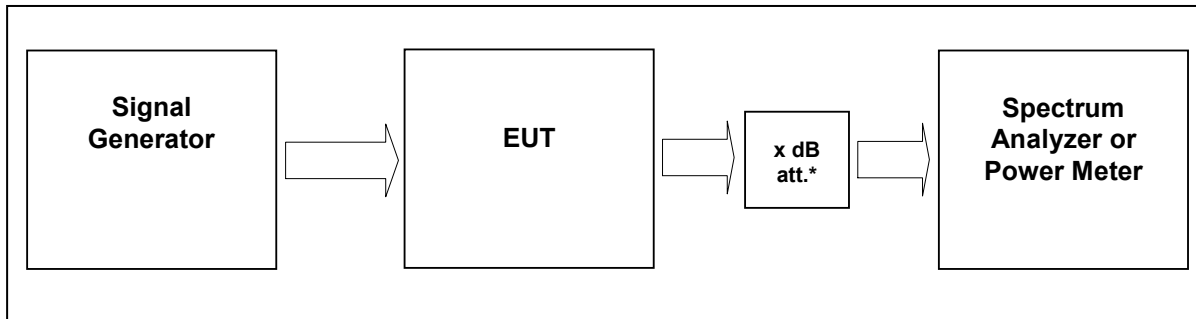 Signal
Generator
EUT
x dB
att.*
Spectrum
Analyzer or
Power Meter